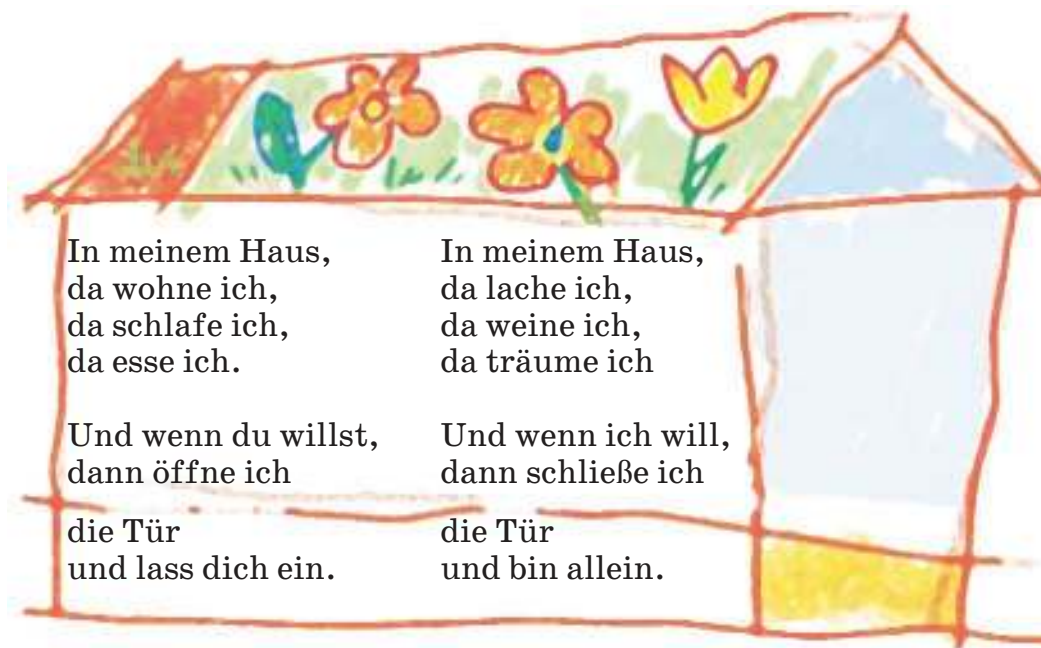 In meinem Haus,
da wohne ich,
da schlafe ich,
da esse ich.
Und wenn du willst,
dann öffne ich
die Tür
und lass dich ein.
In meinem Haus,
da lache ich,
da weine ich,
da träume ich
Und wenn ich will,
dann schließe ich
die Tür
und bin allein.